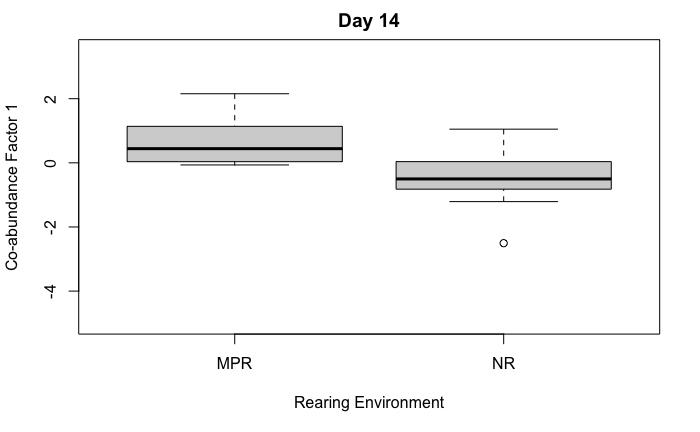 Day 14
Co-abundance Factor 1
2
0
-2
-4
MPR NR
Rearing Environment